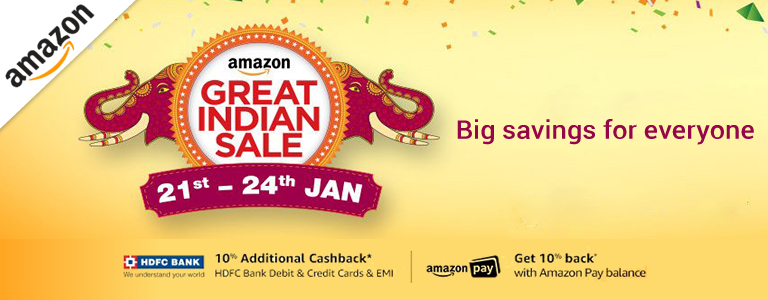 amazon
amazon
GREAT
INDIAN
SALE
21st – 24th JAN
Big savings for everyone
HDFC BANK
We understand your world
10% Additional Cashback*
HDFC Bank Debit & Credit Cards & EMI
amazon pay
Get 10% back*
with Amazon Pay balance